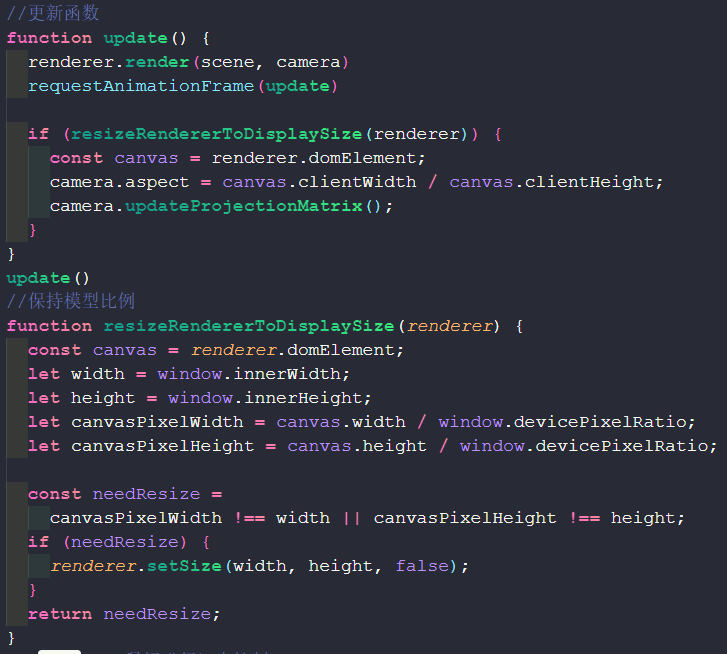 //更新函数
function update() {
  renderer.render(scene, camera)
  requestAnimationFrame(update)

  if (resizeRendererToDisplaySize(renderer)) {
    const canvas = renderer.domElement;
    camera.aspect = canvas.clientWidth / canvas.clientHeight;
    camera.updateProjectionMatrix();
  }
}
update()
//保持模型比例
function resizeRendererToDisplaySize(renderer) {
  const canvas = renderer.domElement;
  let width = window.innerWidth;
  let height = window.innerHeight;
  let canvasPixelWidth = canvas.width / window.devicePixelRatio;
  let canvasPixelHeight = canvas.height / window.devicePixelRatio;

  const needResize =
    canvasPixelWidth !== width || canvasPixelHeight !== height;
  if (needResize) {
    renderer.setSize(width, height, false);
  }
  return needResize;
}